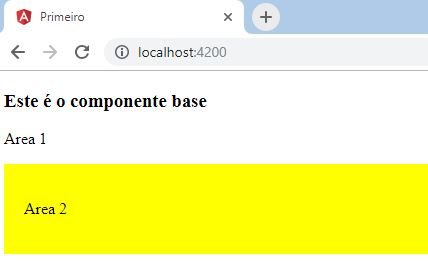 Primeiro
localhost:4200
Este é o componente base
Area 1
Area 2